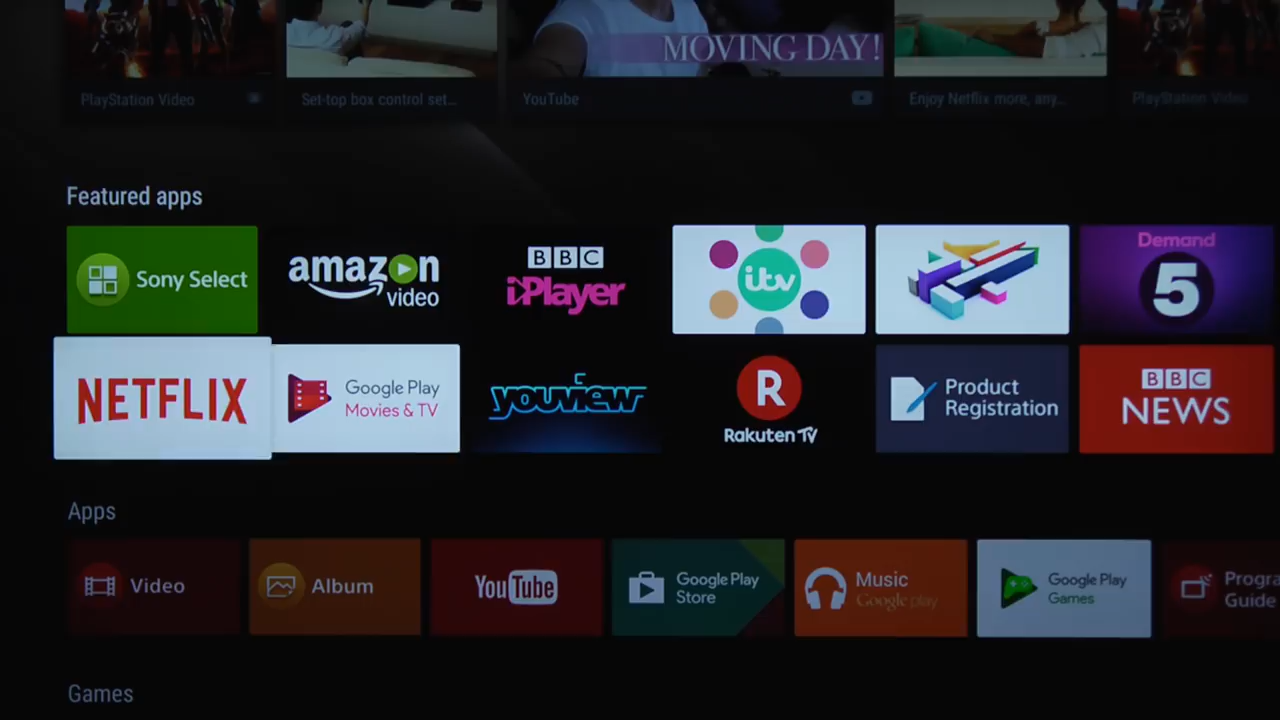 MOVING DAY!
PlayStation Video
Set-top box control set...
YouTube
Enjoy Netflix more, any...
PlayStation Video
Featured apps
Sony Select
amazon
video
BBC
iPlayer
itv
Demand
5
NETFLIX
Google Play
Movies & TV
youview
R
Rakuten TV
Product
Registration
BBC
NEWS
Apps
Video
Album
YouTube
Google Play
Store
Music
Google play
Google Play
Games
Progra
Guide
Games